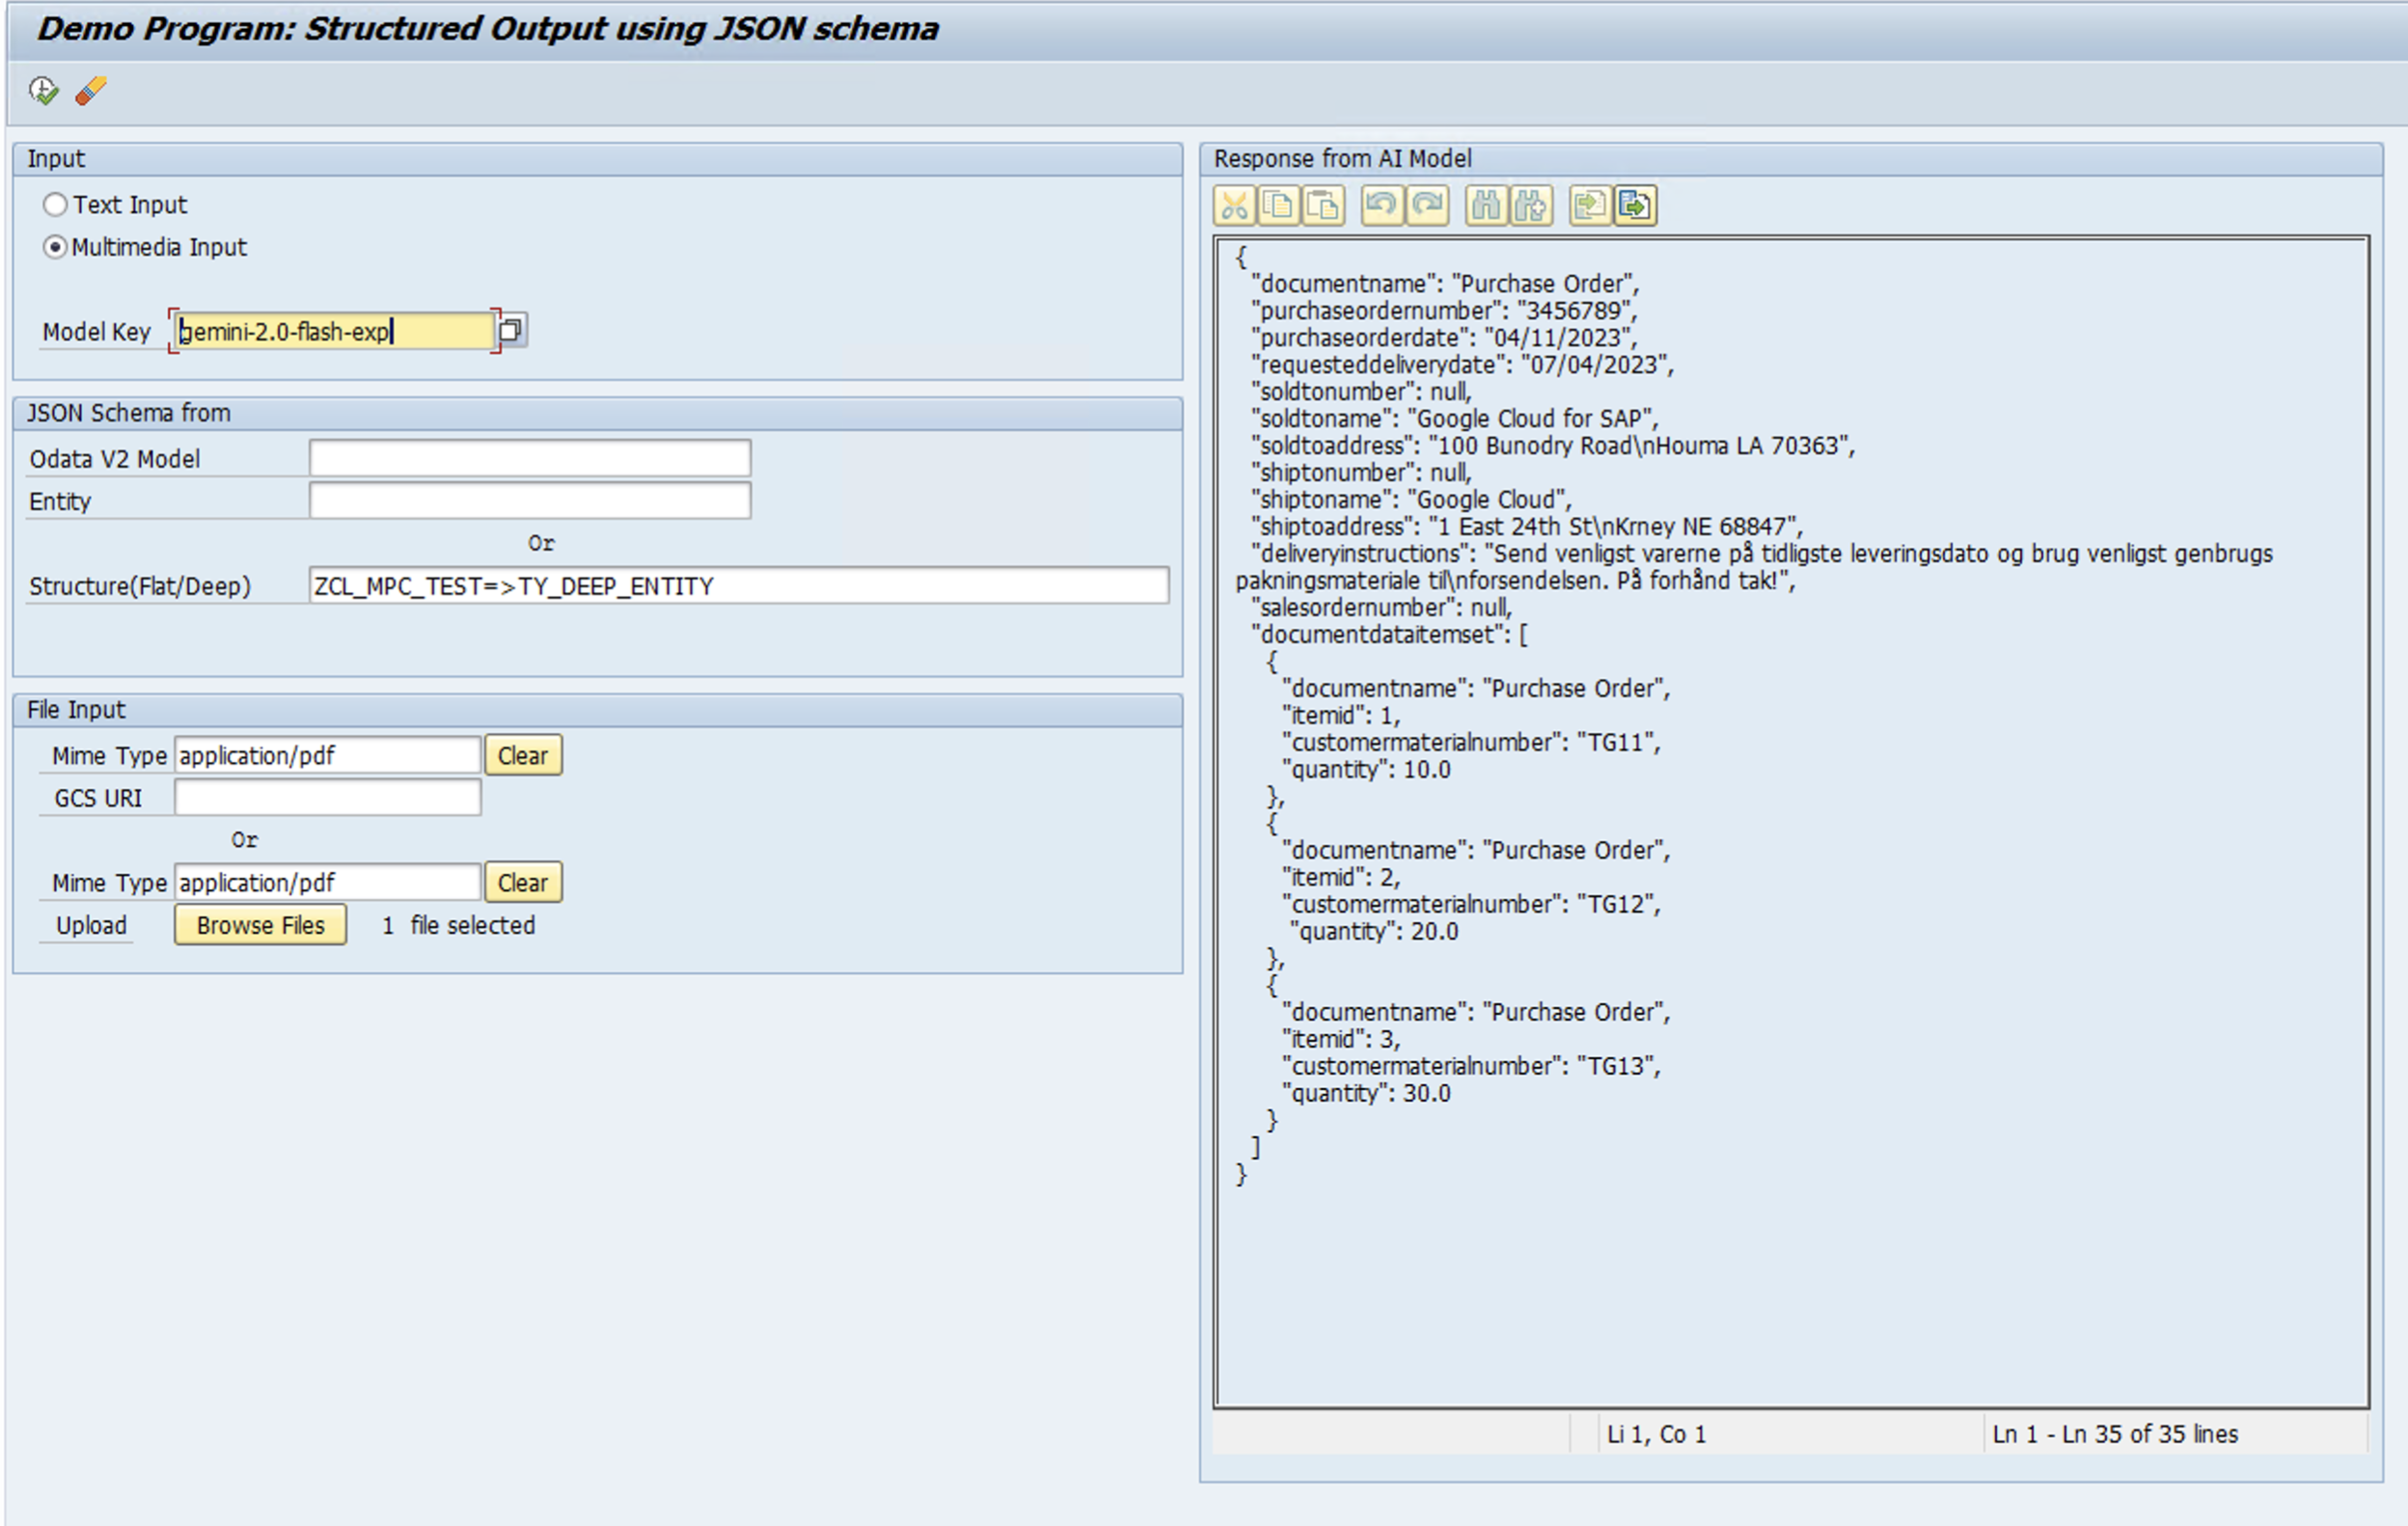 Demo Program: Structured Output using JSON schema
Input
Text Input
Multimedia Input
Model Key gemini-2.0-flash-exp
JSON Schema from
Odata V2 Model
Entity
Or
Structure(Flat/Deep) ZCL_MPC_TEST=>TY_DEEP_ENTITY
File Input
Mime Type application/pdf Clear
GCS URI
Or
Mime Type application/pdf Clear
Upload Browse Files 1 file selected
Response from AI Model
{
"documentname": "Purchase Order",
"purchaseordernumber": "3456789",
"purchaseorderdate": "04/11/2023",
"requesteddeliverydate": "07/04/2023",
"soldtonumber": null,
"soldtoname": "Google Cloud for SAP",
"soldtoaddress": "100 Bunodry Road\nHouma LA 70363",
"shiptonumber": null,
"shiptoname": "Google Cloud",
"shiptoaddress": "1 East 24th St\nKrney NE 68847",
"deliveryinstructions": "Send venligst varerne på tidligste leveringsdato og brug venligst genbrugs
pakningsmateriale til\nforsendelsen. På forhånd tak!",
"salesordernumber": null,
"documentdataitemset": [
{
"documentname": "Purchase Order",
"itemid": 1,
"customermaterialnumber": "TG11",
"quantity": 10.0
},
{
"documentname": "Purchase Order",
"itemid": 2,
"customermaterialnumber": "TG12",
"quantity": 20.0
},
{
"documentname": "Purchase Order",
"itemid": 3,
"customermaterialnumber": "TG13",
"quantity": 30.0
}
]
}
Li 1, Co 1 Ln 1 - Ln 35 of 35 lines